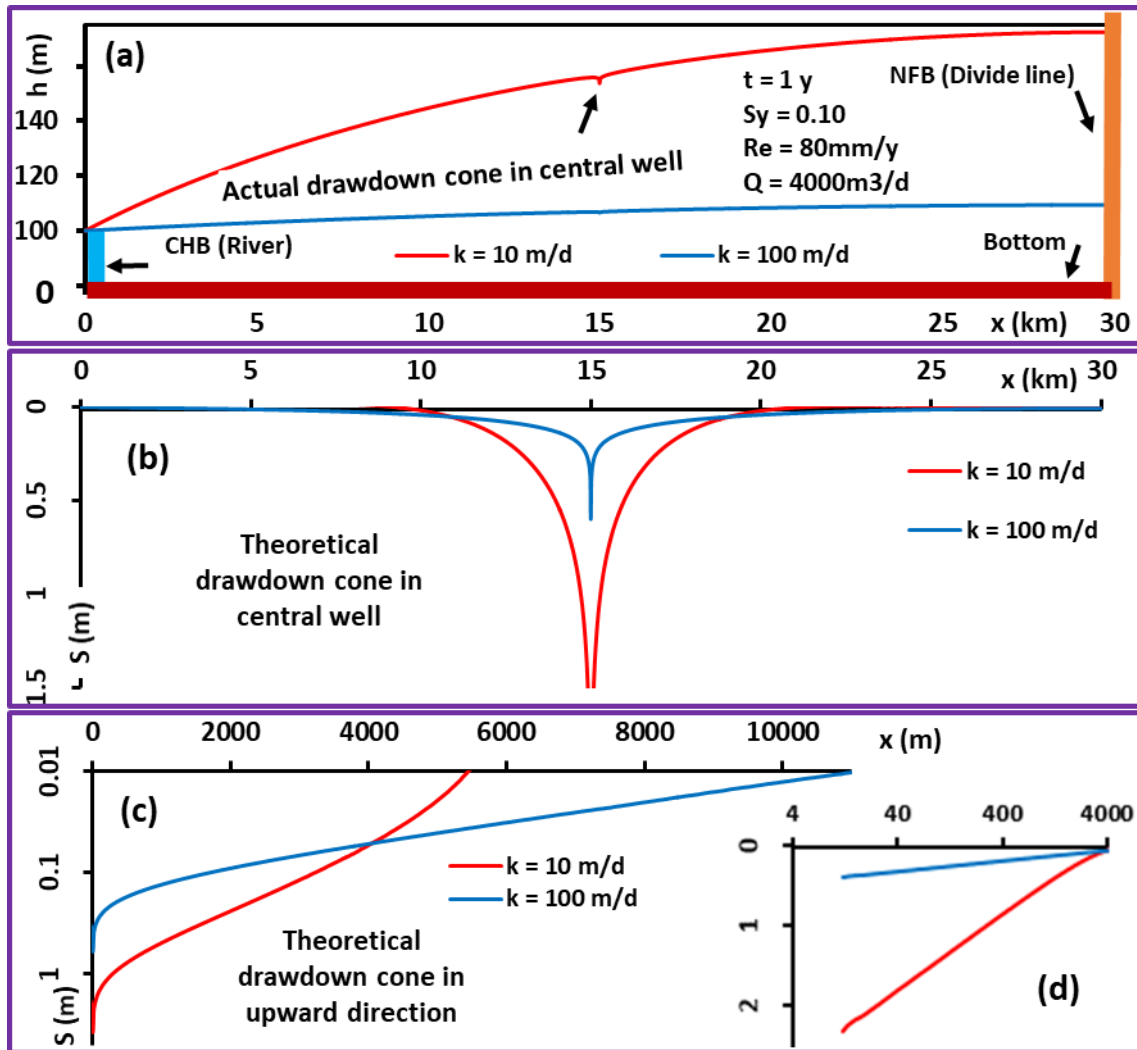 (a)
h (m)
140
120
100
0
t = 1 y
Sy = 0.10
Re = 80mm/y
Q = 4000m3/d
NFB (Divide line)
Actual drawdown cone in central well
CHB (River)
k = 10 m/d
k = 100 m/d
Bottom
0 5 10 15 20 25 x (km) 30
0 5 10 15 20 25 x (km) 30
0
0.5
1
1.5
S (m)
(b)
Theoretical
drawdown cone in
central well
k = 10 m/d
k = 100 m/d
0 2000 4000 6000 8000 10000 x (m)
0.01
0.1
1
S (m)
(c)
k = 10 m/d
k = 100 m/d
Theoretical
drawdown cone in
upward direction
4 40 400 4000
0
1
2
(d)